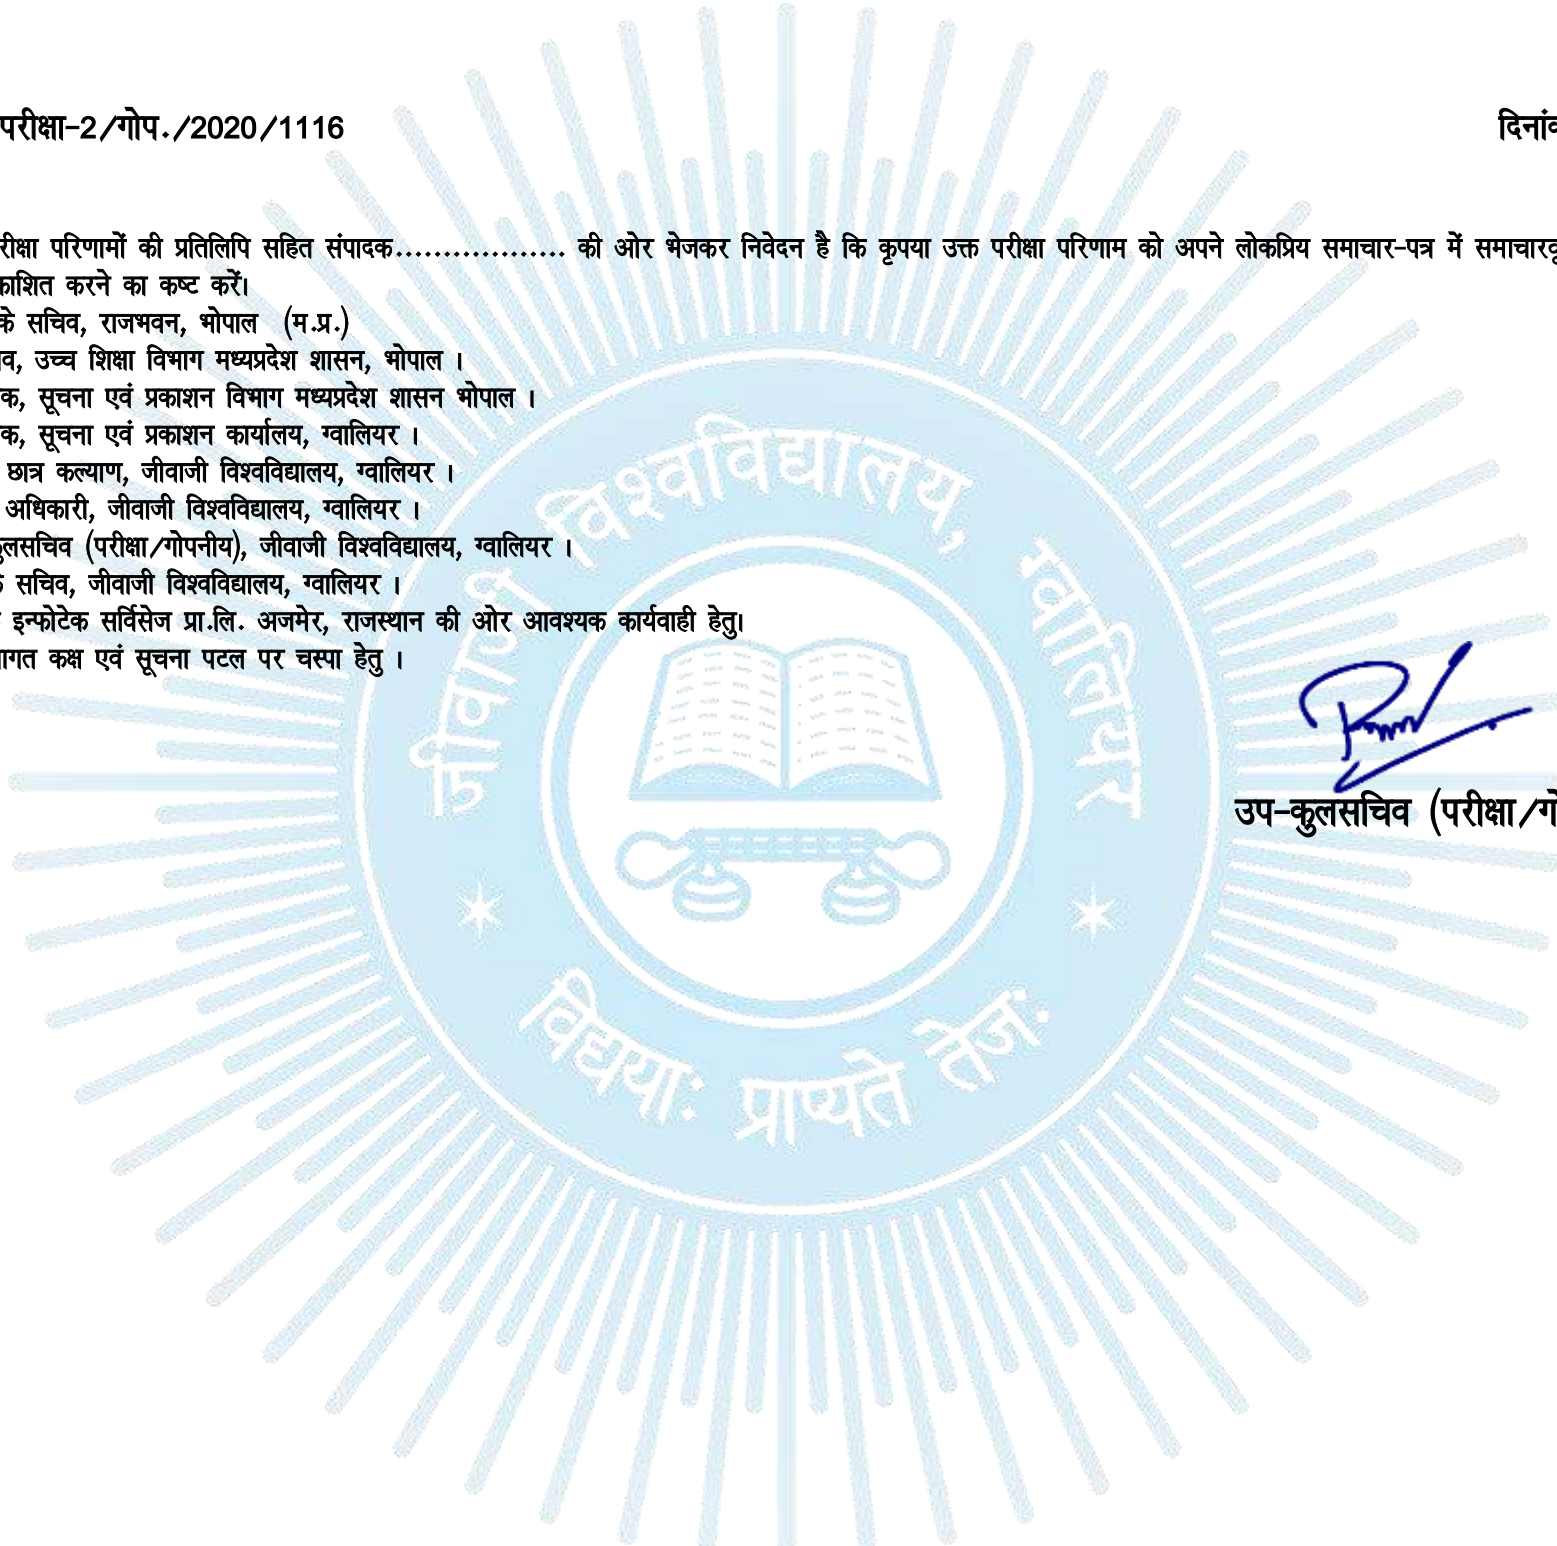 परीक्षा-2/गोप./2020/1116 दिनांक
रीक्षा परिणामों की प्रतिलिपि सहित संपादक.................. की ओर भेजकर निवेदन है कि कृपया उक्त परीक्षा परिणाम को अपने लोकप्रिय समाचार-पत्र में
काशित करने का कष्ट करें।
के सचिव, राजभवन, भोपाल (म.प्र.)
व, उच्च शिक्षा विभाग मध्यप्रदेश शासन, भोपाल ।
क, सूचना एवं प्रकाशन विभाग मध्यप्रदेश शासन भोपाल ।
क, सूचना एवं प्रकाशन कार्यालय, ग्वालियर ।
छात्र कल्याण, जीवाजी विश्वविद्यालय, ग्वालियर ।
अधिकारी, जीवाजी विश्वविद्यालय, ग्वालियर ।
कुलसचिव (परीक्षा/गोपनीय), जीवाजी विश्वविद्यालय, ग्वालियर ।
के सचिव, जीवाजी विश्वविद्यालय, ग्वालियर ।
इन्फोटेक सर्विसेज प्रा.लि. अजमेर, राजस्थान की ओर आवश्यक कार्यवाही हेतु।
गत कक्ष एवं सूचना पटल पर चस्पा हेतु ।
उप-कुलसचिव (परीक्षा/गो
जीवाजी विश्वविद्यालय, ग्वालियर
विद्यया: प्राप्यते तेज: